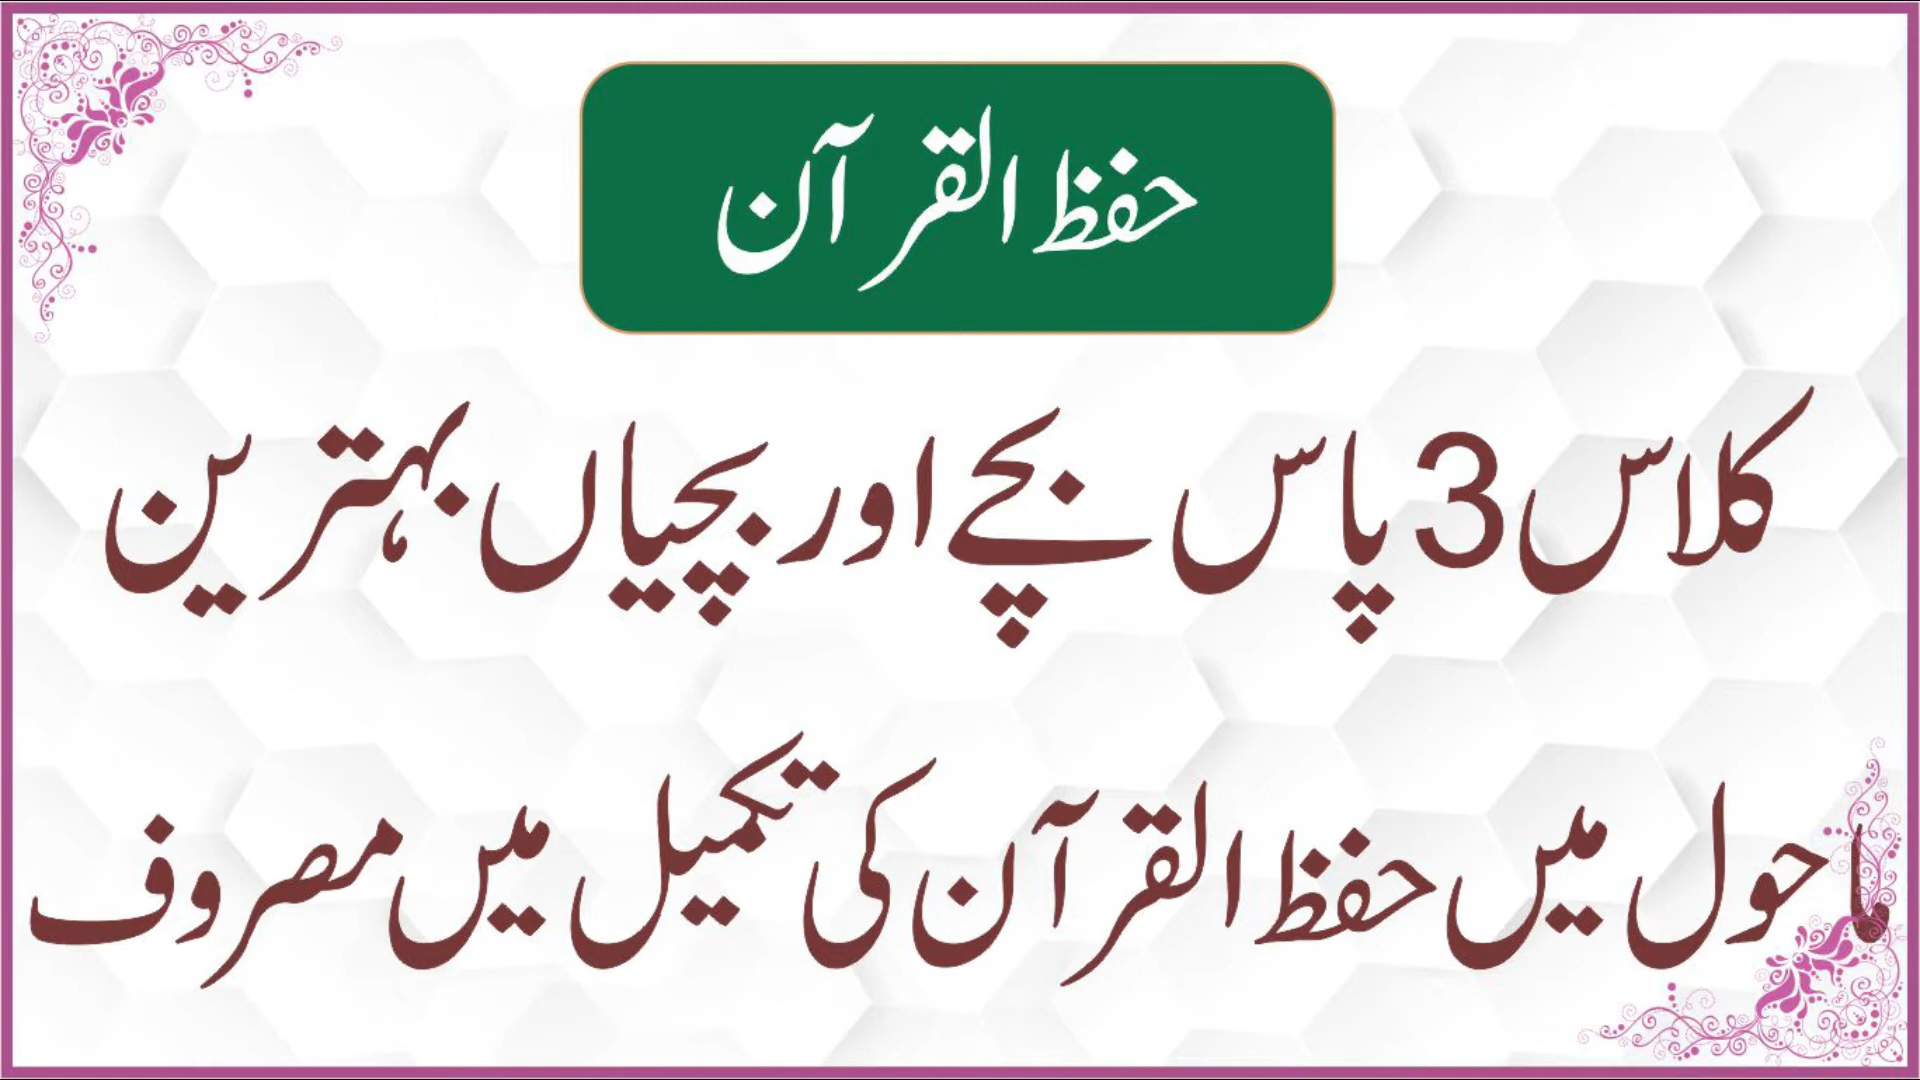 حفظ القرآن
کلاس 3 پاس بچے اور بچیاں بہترین
ماحول میں حفظ القرآن کی تکمیل میں مصروف